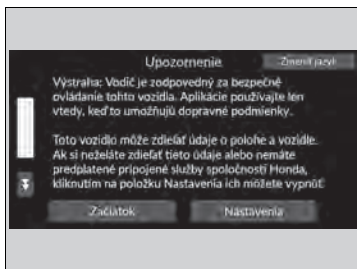 Upozornenie
Zmeniť jazyk
Výstraha: Vodič je zodpovedný za bezpečné
ovládanie tohto vozidla. Aplikácie používajte len
vtedy, keď to umožňujú dopravné podmienky.
Toto vozidlo môže zdieľať údaje o polohe a vozidle.
Ak si neželáte zdieľať tieto údaje alebo nemáte
predplatené pripojené služby spoločnosti Honda,
kliknutím na položku Nastavenia ich môžete vypnúť.
Začiatok
Nastavenia